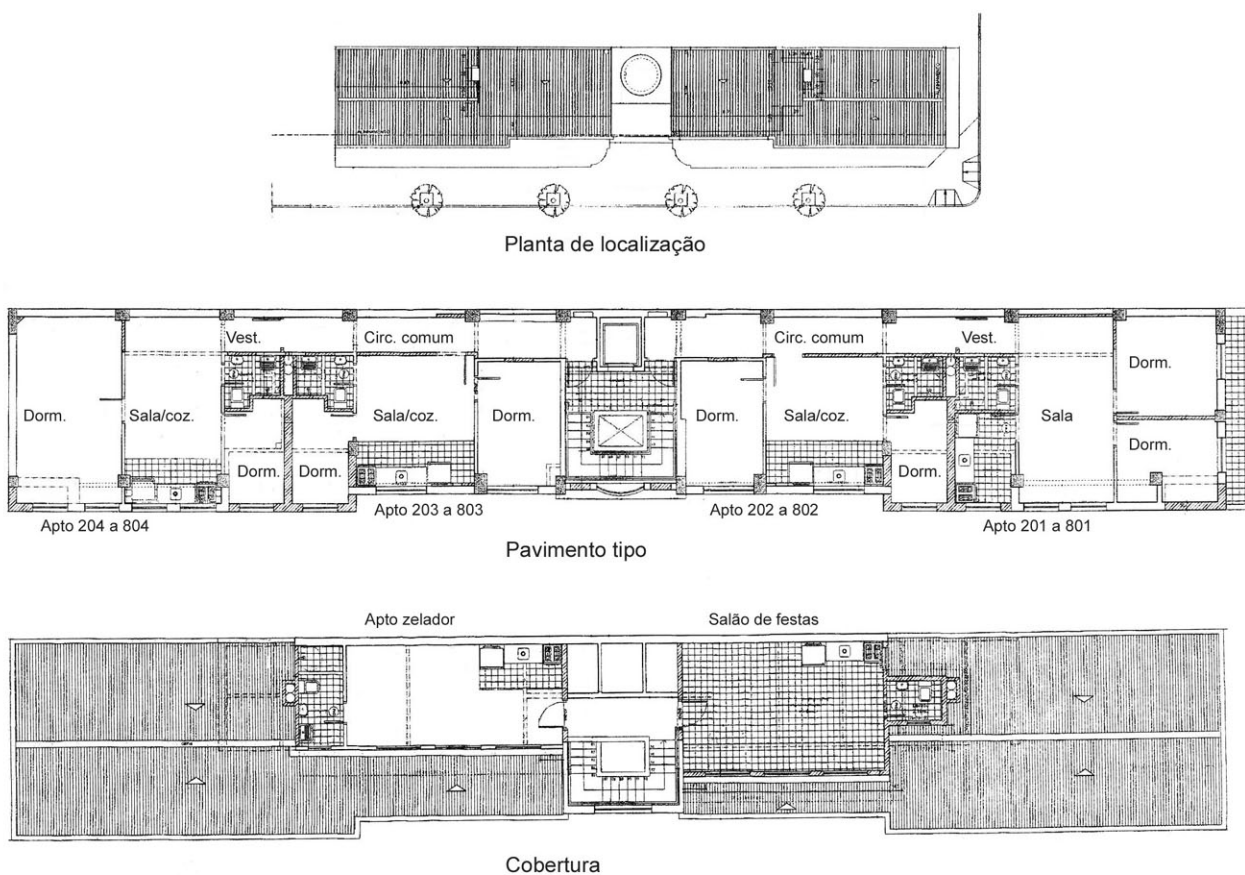 Planta de localização
Vest.
Circ. comum
Circ. comum
Vest.
Dorm.
Dorm.
Sala/coz.
Sala/coz.
Dorm.
Dorm.
Sala/coz.
Sala
Dorm.
Dorm.
Dorm.
Dorm.
Apto 204 a 804
Apto 203 a 803
Apto 202 a 802
Apto 201 a 801
Pavimento tipo
Apto zelador
Salão de festas
Cobertura